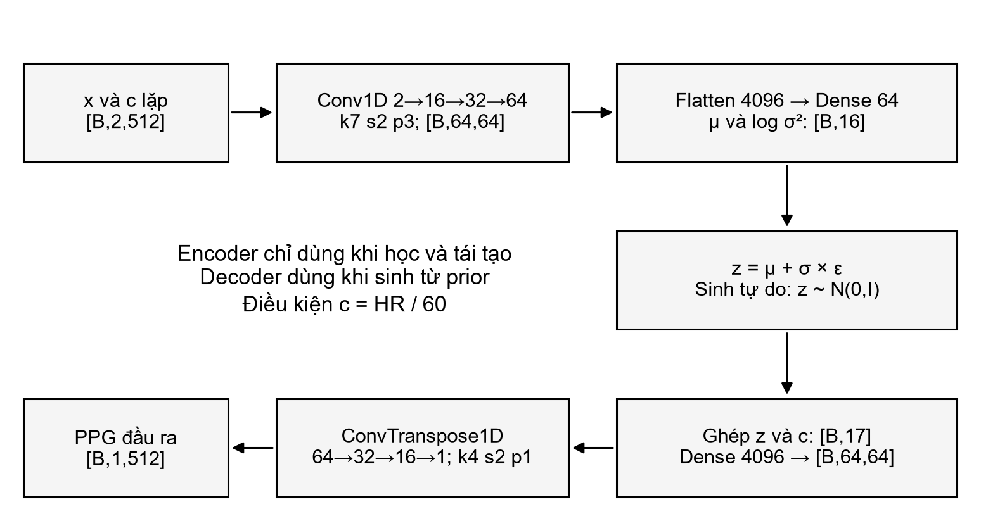 x và c lặp
[B,2,512]
Conv1D 2→16→32→64
k7 s2 p3; [B,64,64]
Flatten 4096 → Dense 64
μ và log σ²: [B,16]
Encoder chỉ dùng khi học và tái tạo
Decoder dùng khi sinh từ prior
Điều kiện c = HR / 60
z = μ + σ × ε
Sinh tự do: z ~ N(0,I)
PPG đầu ra
[B,1,512]
ConvTranspose1D
64→32→16→1; k4 s2 p1
Ghép z và c: [B,17]
Dense 4096 → [B,64,64]